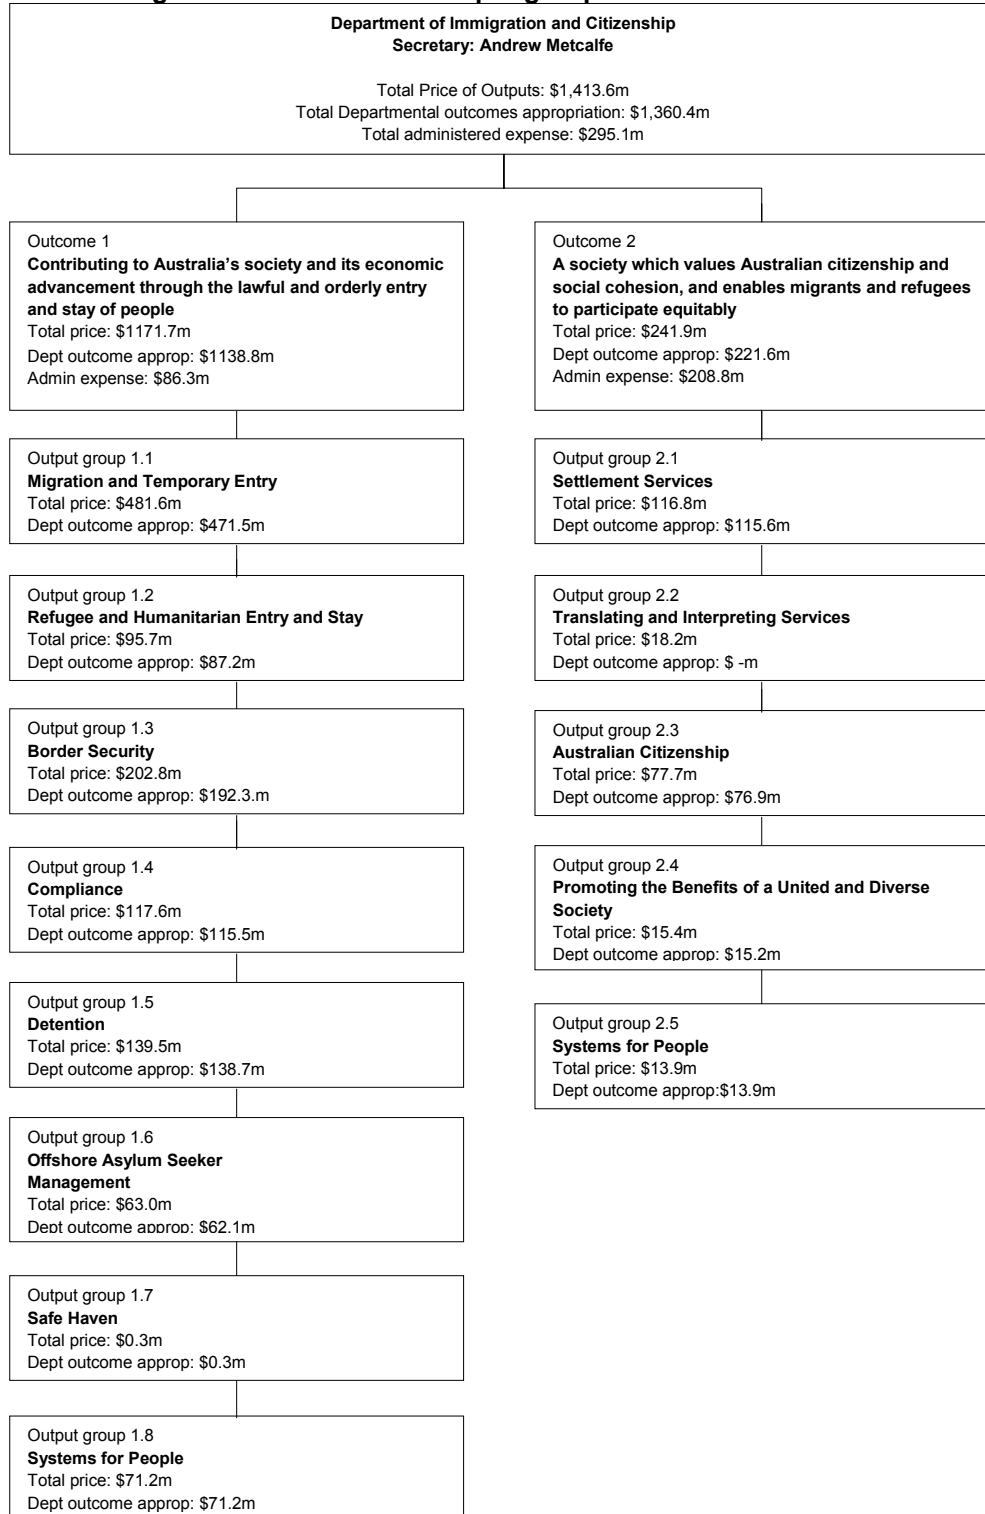 Department of Immigration and Citizenship
Secretary: Andrew Metcalfe
Total Price of Outputs: $1,413.6m
Total Departmental outcomes appropriation: $1,360.4m
Total administered expense: $295.1m
Outcome 1
Contributing to Australia's society and its economic
advancement through the lawful and orderly entry
and stay of people
Total price: $1171.7m
Dept outcome approp: $1138.8m
Admin expense: $86.3m
Output group 1.1
Migration and Temporary Entry
Total price: $481.6m
Dept outcome approp: $471.5m
Output group 1.2
Refugee and Humanitarian Entry and Stay
Total price: $95.7m
Dept outcome approp: $87.2m
Output group 1.3
Border Security
Total price: $202.8m
Dept outcome approp: $192.3.m
Output group 1.4
Compliance
Total price: $117.6m
Dept outcome approp: $115.5m
Output group 1.5
Detention
Total price: $139.5m
Dept outcome approp: $138.7m
Output group 1.6
Offshore Asylum Seeker
Management
Total price: $63.0m
Dept outcome approp: $62.1m
Output group 1.7
Safe Haven
Total price: $0.3m
Dept outcome approp: $0.3m
Output group 1.8
Systems for People
Total price: $71.2m
Dept outcome approp: $71.2m
Outcome 2
A society which values Australian citizenship and
social cohesion, and enables migrants and refugees
to participate equitably
Total price: $241.9m
Dept outcome approp: $221.6m
Admin expense: $208.8m
Output group 2.1
Settlement Services
Total price: $116.8m
Dept outcome approp: $115.6m
Output group 2.2
Translating and Interpreting Services
Total price: $18.2m
Dept outcome approp: $ -m
Output group 2.3
Australian Citizenship
Total price: $77.7m
Dept outcome approp: $76.9m
Output group 2.4
Promoting the Benefits of a United and Diverse
Society
Total price: $15.4m
Dept outcome approp: $15.2m
Output group 2.5
Systems for People
Total price: $13.9m
Dept outcome approp:$13.9m